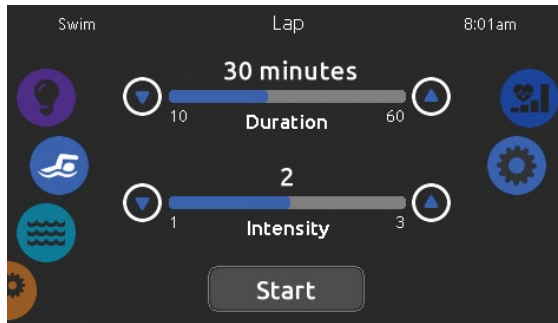 Swim Lap 8:01am
30 minutes
10 Duration 60
2
1 Intensity 3
Start